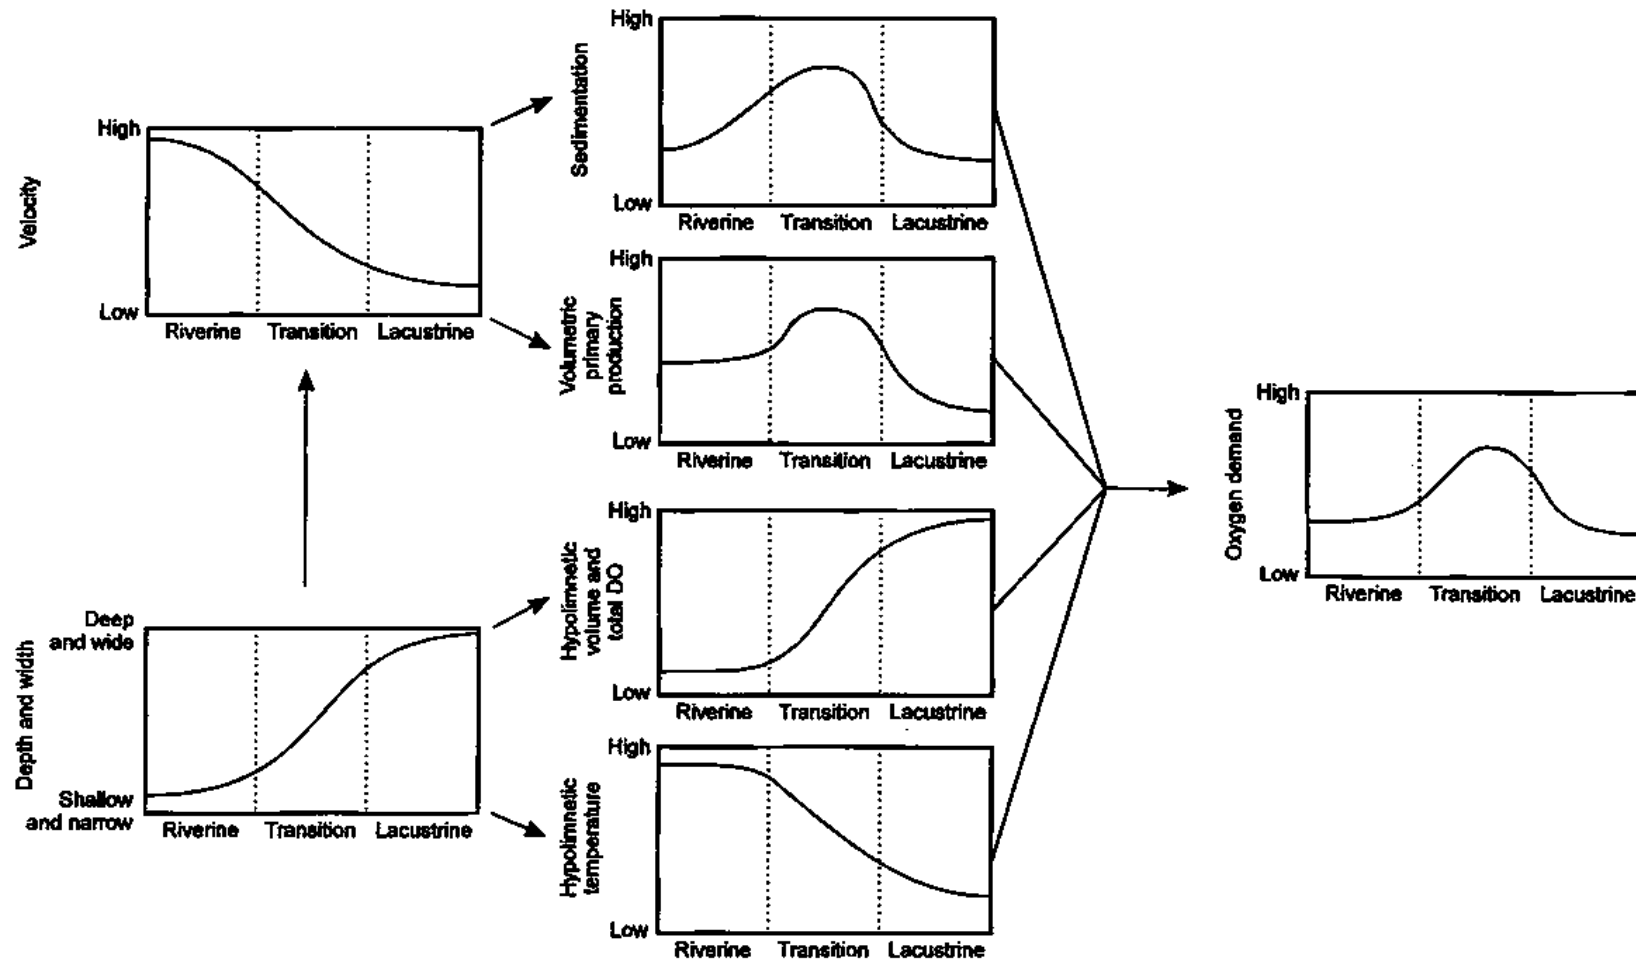 High
Sedimentation
Low
Riverine Transition Lacustrine
High
Velocity
Low
Riverine Transition Lacustrine
High
Volumetric
primary
production
Low
Riverine Transition Lacustrine
High
Oxygen demand
Low
Riverine Transition Lacustrine
High
Hypolimnetic
volume and
total DO
Low
Riverine Transition Lacustrine
Deep
and wide
Depth and width
Shallow
and narrow
Riverine Transition Lacustrine
High
Hypolimnetic
temperature
Low
Riverine Transition Lacustrine